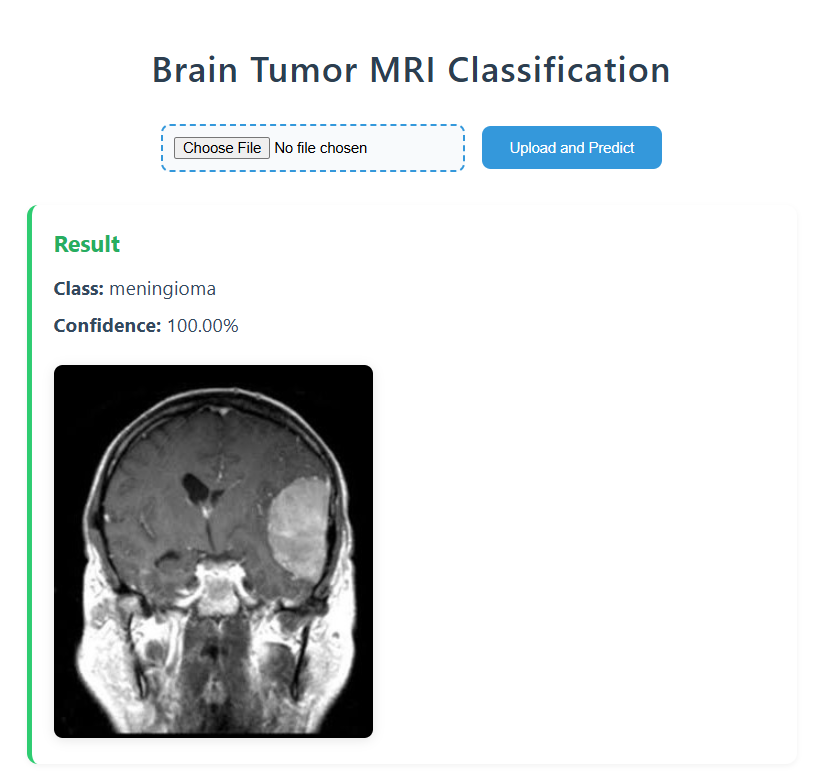 Brain Tumor MRI Classification
Choose File No file chosen
Upload and Predict
Result
Class: meningioma
Confidence: 100.00%